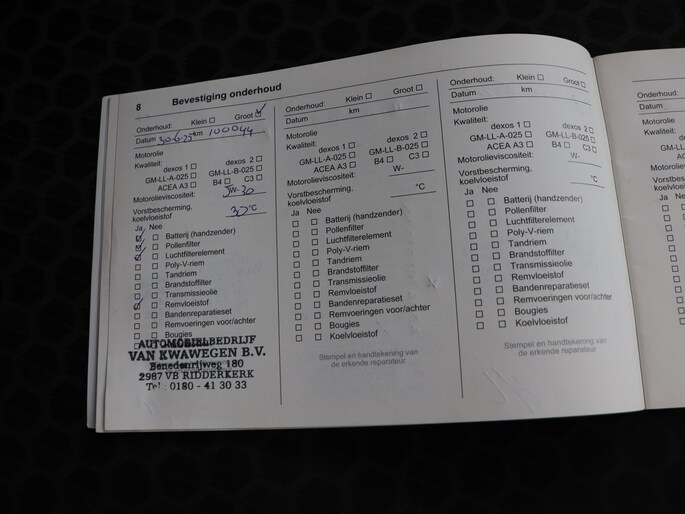 8 Bevestiging onderhoud
Onderhoud: Klein Groot
Datum 30-6-25 km 100044
Motorolie
Kwaliteit:
dexos 1 dexos 2
GM-LL-A-025 GM-LL-B-025
ACEA A3 B4 C3
Motorolieviscositeit: 5W-30
Vorstbescherming,
koelvloeistof 30 °C
Ja Nee
Batterij (handzender)
Pollenfilter
Luchtfilterelement
Poly-V-riem
Tandriem
Brandstoffilter
Transmissieolie
Remvloeistof
Bandenreparatieset
Remvoeringen voor/achter
Bougies
AUTOMOBIELBEDRIJF
VAN KWAWEGEN B.V.
Benedenrijweg 180
2987 VB RIDDERKERK
Tel: 0180 - 41 30 33
Onderhoud: Klein Groot
Datum km
Motorolie
Kwaliteit:
dexos 1 dexos 2
GM-LL-A-025 GM-LL-B-025
ACEA A3 B4 C3
Motorolieviscositeit: W-
Vorstbescherming,
koelvloeistof °C
Ja Nee
Batterij (handzender)
Pollenfilter
Luchtfilterelement
Poly-V-riem
Tandriem
Brandstoffilter
Transmissieolie
Remvloeistof
Bandenreparatieset
Remvoeringen voor/achter
Bougies
Koelvloeistof
Stempel en handtekening van
de erkende reparateur
Onderhoud: Klein Groot
Datum km
Motorolie
Kwaliteit:
dexos 1 dexos 2
GM-LL-A-025 GM-LL-B-025
ACEA A3 B4 C3
Motorolieviscositeit: W-
Vorstbescherming,
koelvloeistof °C
Ja Nee
Batterij (handzender)
Pollenfilter
Luchtfilterelement
Poly-V-riem
Tandriem
Brandstoffilter
Transmissieolie
Remvloeistof
Bandenreparatieset
Remvoeringen voor/achter
Bougies
Koelvloeistof
Stempel en handtekening van
de erkende reparateur
Datum
Motorolie
Kwaliteit:
Ja